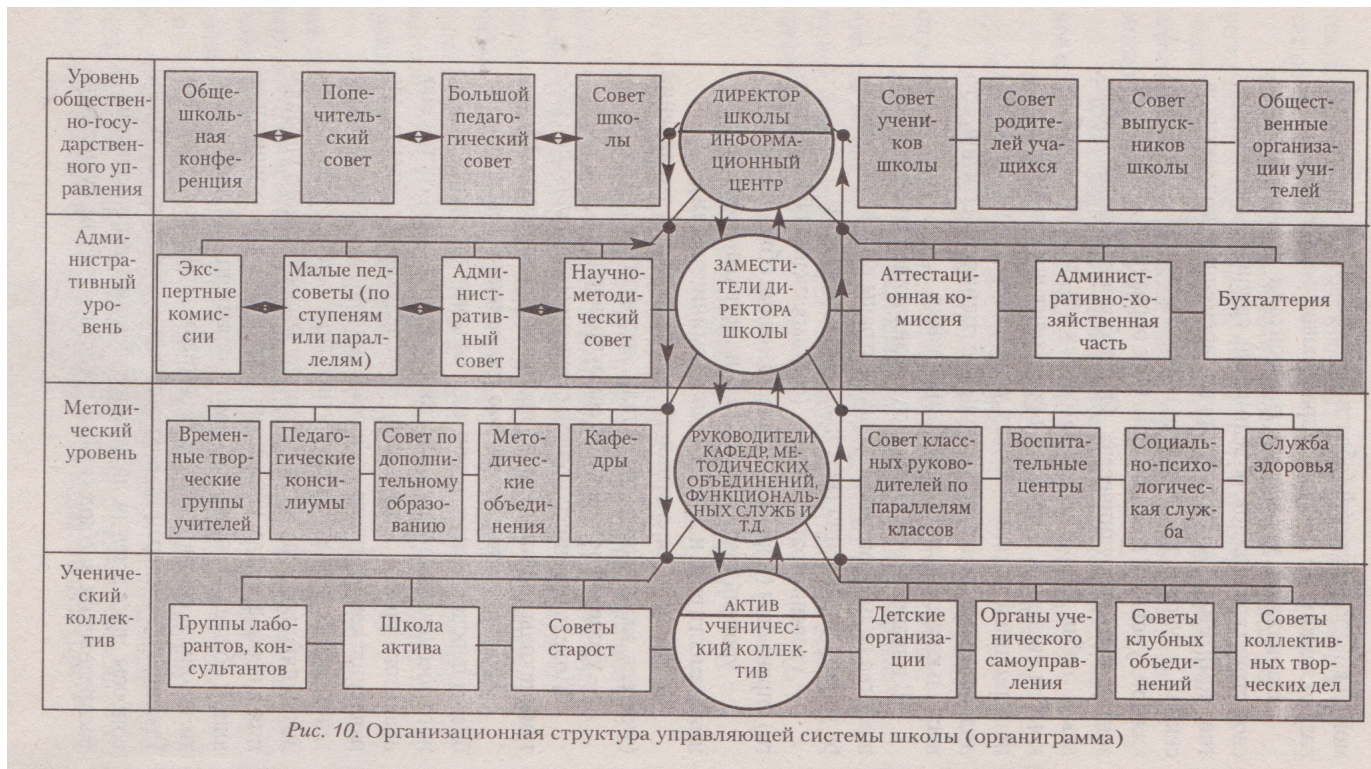 Уровень
обществен-
но-госу-
дарствен-
ного уп-
равления
Обще-
школь-
ная
конфе-
ренция
Попе-
читель-
ский
совет
Большой
педаго-
гический
совет
Совет
шко-
лы
ДИРЕКТОР
ШКОЛЫ
ИНФОРМА-
ЦИОННЫЙ
ЦЕНТР
Совет
учени-
ков
школы
Совет
родите-
лей уча-
щихся
Совет
выпуск-
ников
школы
Общест-
венные
организа-
ции учи-
телей
Адми-
нистра-
тивный
уро-
вень
Экс-
пертные
комис-
сии
Малые пед-
советы (по
ступеням
или парал-
лелям)
Адми-
нист-
ратив-
ный
совет
Научно-
мето-
дический
совет
ЗАМЕСТИ-
ТЕЛИ ДИ-
РЕКТОРА
ШКОЛЫ
Аттестаци-
онная ко-
миссия
Админист-
ративно-хо-
зяйственная
часть
Бухгалтерия
Методи-
ческий
уровень
Времен-
ные твор-
ческие
группы
учителей
Педаго-
гические
конси-
лиумы
Совет по
дополни-
тельному
образо-
ванию
Мето-
дичес-
кие
объеди-
нения
Кафе-
дры
РУКОВОДИТЕЛИ
КАФЕДР, МЕ-
ТОДИЧЕСКИХ
ОБЪЕДИНЕНИЙ,
ФУНКЦИОНАЛЬ-
НЫХ СЛУЖБ И
Т.Д.
Совет класс-
ных руково-
дителей по
параллелям
классов
Воспита-
тельные
центры
Социаль-
но-психо-
логичес-
кая служ-
ба
Служба
здоровья
Учениче-
ский
коллек-
тив
Группы лабо-
рантов, кон-
сультантов
Школа
актива
Советы
старост
АКТИВ
УЧЕНИЧЕС-
КИЙ КОЛЛЕК-
ТИВ
Детские
организа-
ции
Органы уче-
нического
самоуправ-
ления
Советы
клубных
объеди-
нений
Советы
коллектив-
ных твор-
ческих дел
Рис. 10. Организационная структура управляющей системы школы (органиграмма)